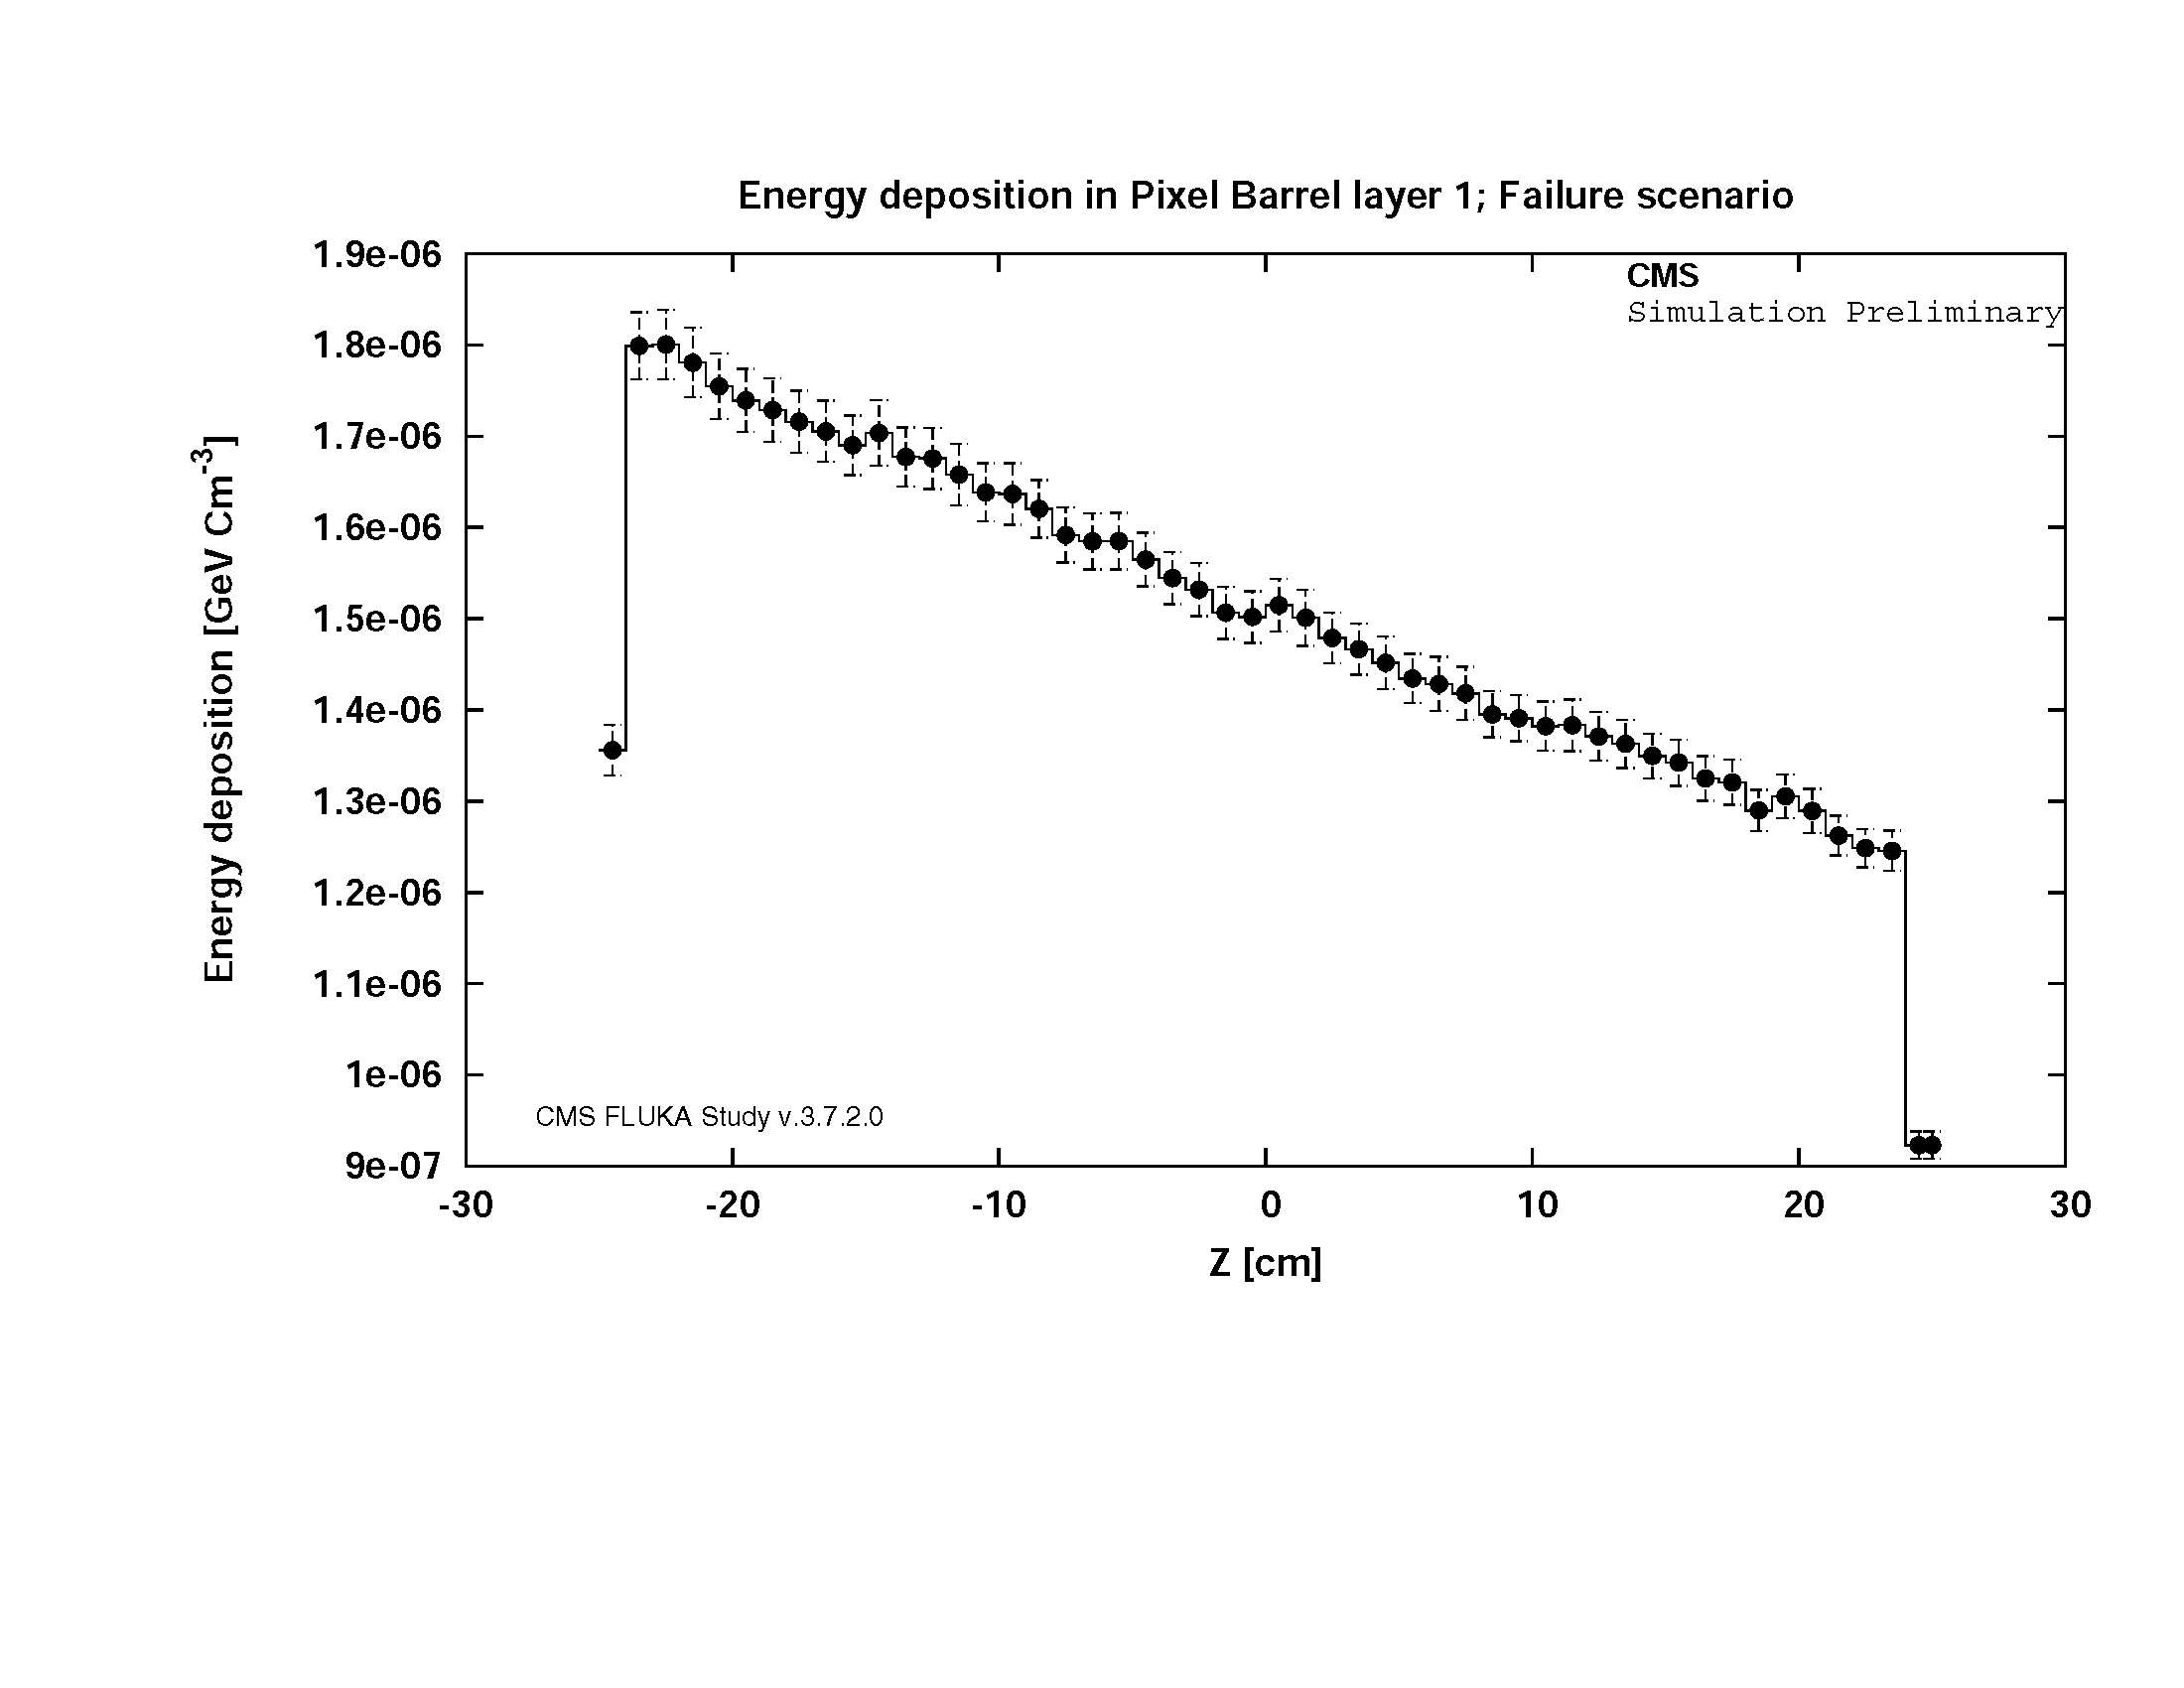 Energy deposition in Pixel Barrel layer 1; Failure scenario
1.9e-06
CMS
Simulation Preliminary
1.8e-06
1.7e-06
1.6e-06
1.5e-06
1.4e-06
1.3e-06
1.2e-06
1.1e-06
1e-06
9e-07
Energy deposition [GeV Cm⁻³]
CMS FLUKA Study v.3.7.2.0
-30 -20 -10 0 10 20 30
Z [cm]